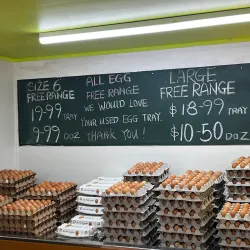 SIZE 6
FREE RANGE
19-99 TRAY
9-99 DOZ
ALL EGG
FREE RANGE
WE WOULD LOVE
YOUR USED EGG TRAY.
THANK YOU!
LARGE
FREE RANGE
$18-99 TRAY
$10-50 DOZ